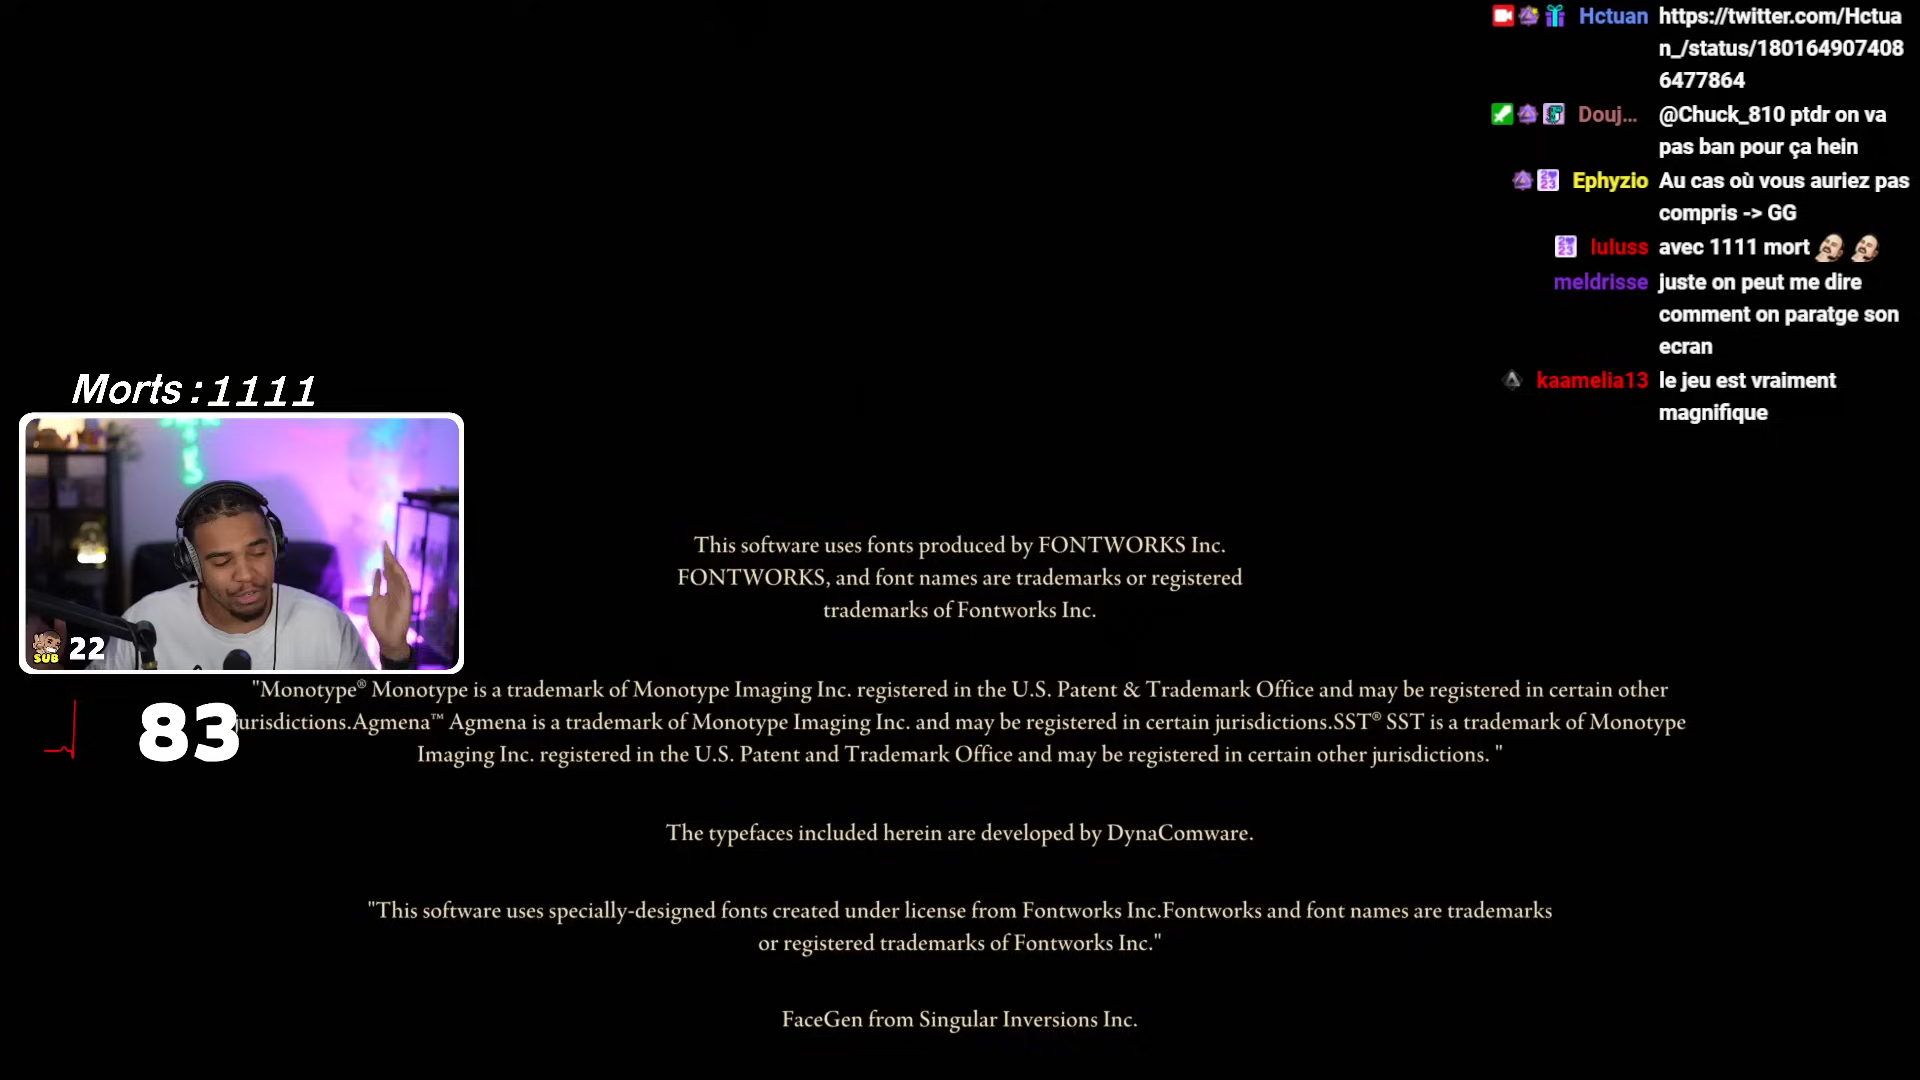 Hctuan https://twitter.com/Hctua
n_/status/180164907408
6477864
Douj... @Chuck_810 ptdr on va
pas ban pour ça hein
Ephyzio Au cas où vous auriez pas
compris -> GG
luluss avec 1111 mort
meldrisse juste on peut me dire
comment on paratge son
ecran
kaamelia13 le jeu est vraiment
magnifique
Morts : 1111
SUB 22
83
This software uses fonts produced by FONTWORKS Inc.
FONTWORKS, and font names are trademarks or registered
trademarks of Fontworks Inc.
"Monotype® Monotype is a trademark of Monotype Imaging Inc. registered in the U.S. Patent & Trademark Office and may be registered in certain other
jurisdictions.Agmena™ Agmena is a trademark of Monotype Imaging Inc. and may be registered in certain jurisdictions.SST® SST is a trademark of Monotype
Imaging Inc. registered in the U.S. Patent and Trademark Office and may be registered in certain other jurisdictions. "
The typefaces included herein are developed by DynaComware.
"This software uses specially-designed fonts created under license from Fontworks Inc.Fontworks and font names are trademarks
or registered trademarks of Fontworks Inc."
FaceGen from Singular Inversions Inc.